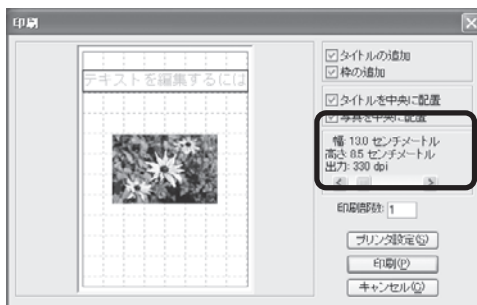 印刷
テキストを編集するには
タイトルの追加
枠の追加
タイトルを中央に配置
写真を中央に配置
幅: 13.0 センチメートル
高さ: 8.5 センチメートル
出力: 330 dpi
印刷部数: 1
プリンタ設定(S)
印刷(P)
キャンセル(C)